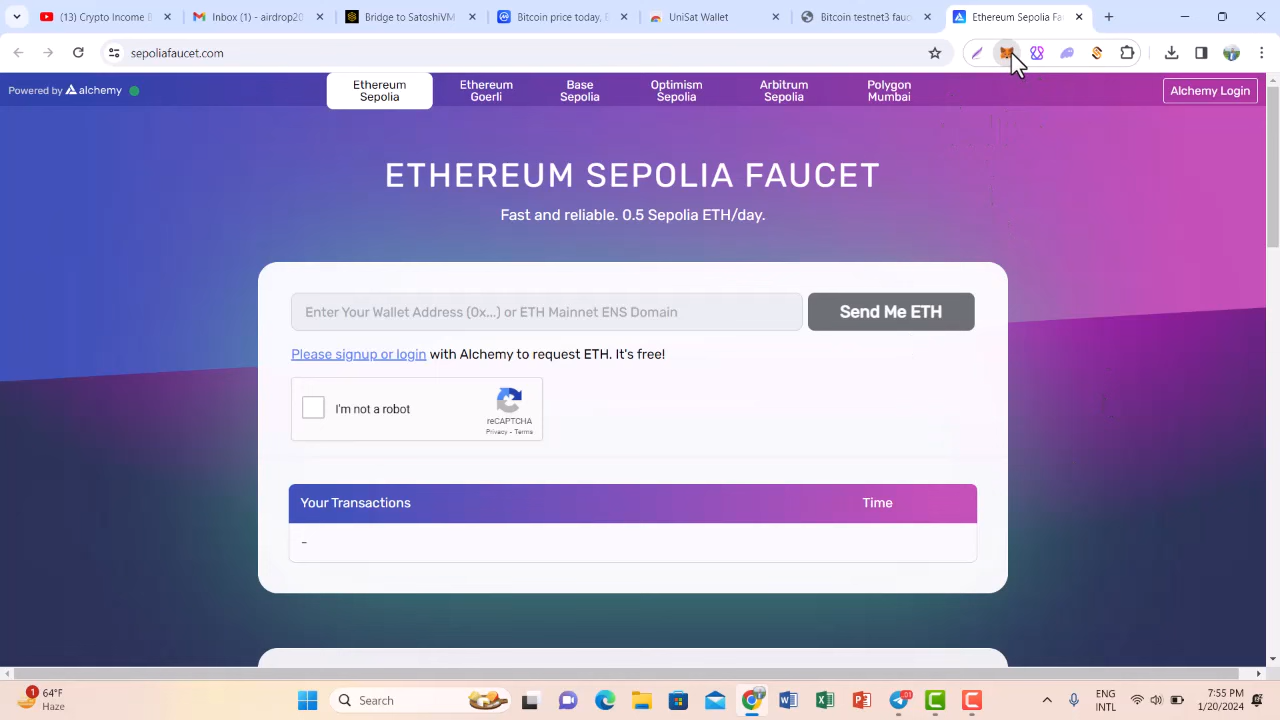 (13) Crypto Income E
Inbox (1) - Airdrop20
Bridge to SatoshiVM
Bitcoin price today, E
UniSat Wallet
Bitcoin testnet3 fauc
Ethereum Sepolia Fa
sepoliafaucet.com
Powered by alchemy
Ethereum Sepolia
Ethereum Goerli
Base Sepolia
Optimism Sepolia
Arbitrum Sepolia
Polygon Mumbai
Alchemy Login
ETHEREUM SEPOLIA FAUCET
Fast and reliable. 0.5 Sepolia ETH/day.
Enter Your Wallet Address (0x...) or ETH Mainnet ENS Domain
Send Me ETH
Please signup or login with Alchemy to request ETH. It's free!
I'm not a robot
reCAPTCHA
Privacy - Terms
Your Transactions Time
-
1
64°F
Haze
Search
ENG
INTL
7:55 PM
1/20/2024